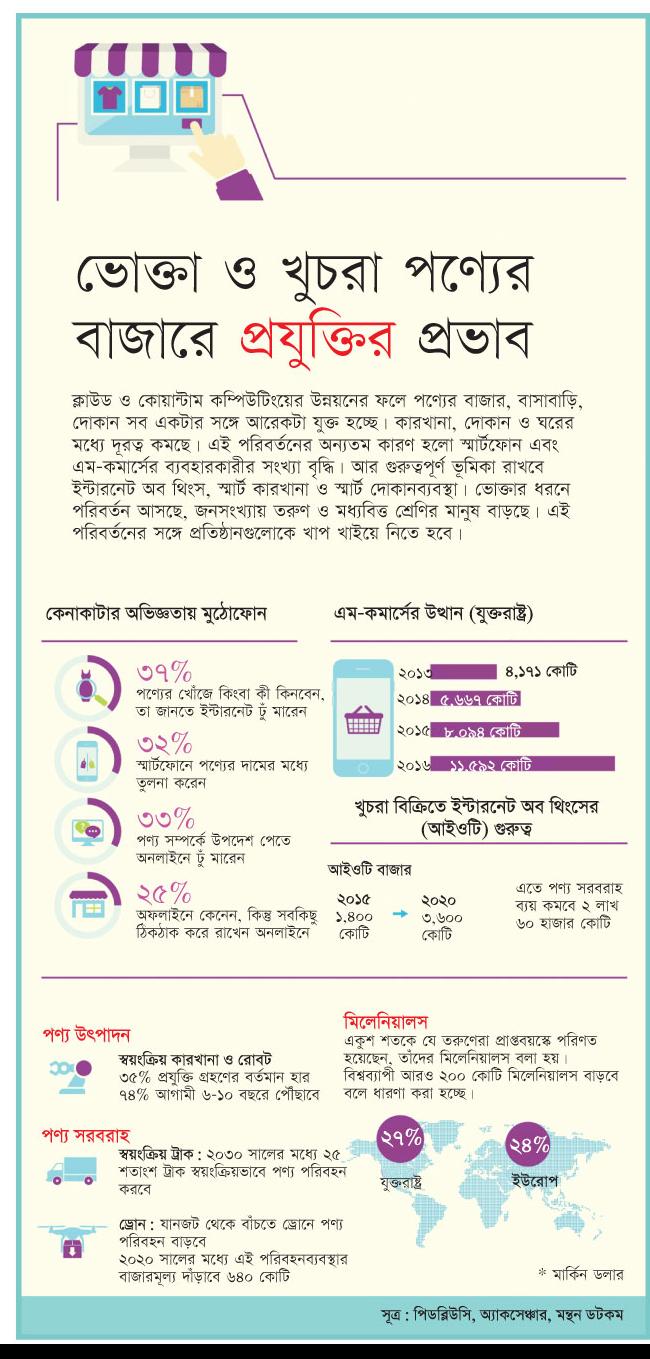 ভোক্তা ও খুচরা পণ্যের
বাজারে প্রযুক্তির প্রভাব
ক্লাউড ও কোয়ান্টাম কম্পিউটিংয়ের উন্নয়নের ফলে পণ্যের বাজার, বাসাবাড়ি,
দোকান সব একটার সঙ্গে আরেকটা যুক্ত হচ্ছে। কারখানা, দোকান ও ঘরের
মধ্যে দূরত্ব কমছে। এই পরিবর্তনের অন্যতম কারণ হলো স্মার্টফোন এবং
এম-কমার্সের ব্যবহারকারীর সংখ্যা বৃদ্ধি। আর গুরুত্বপূর্ণ ভূমিকা রাখবে
ইন্টারনেট অব থিংস, স্মার্ট কারখানা ও স্মার্ট দোকানব্যবস্থা। ভোক্তার ধরনে
পরিবর্তন আসছে, জনসংখ্যায় তরুণ ও মধ্যবিত্ত শ্রেণির মানুষ বাড়ছে। এই
পরিবর্তনের সঙ্গে প্রতিষ্ঠানগুলোকে খাপ খাইয়ে নিতে হবে।
কেনাকাটার অভিজ্ঞতায় মুঠোফোন
৩৭%
পণ্যের খোঁজে কিংবা কী কিনবেন,
তা জানতে ইন্টারনেট ঢুঁ মারেন
৩২%
স্মার্টফোনে পণ্যের দামের মধ্যে
তুলনা করেন
৩৩%
পণ্য সম্পর্কে উপদেশ পেতে
অনলাইনে ঢুঁ মারেন
২৫%
অফলাইনে কেনেন, কিন্তু সবকিছু
ঠিকঠাক করে রাখেন অনলাইনে
এম-কমার্সের উত্থান (যুক্তরাষ্ট্র)
২০১৩ ৪,১৭১ কোটি
২০১৪ ৫,৬৬৭ কোটি
২০১৫ ৮,০৯৪ কোটি
২০১৬ ১১,৫৯২ কোটি
খুচরা বিক্রিতে ইন্টারনেট অব থিংসের
(আইওটি) গুরুত্ব
আইওটি বাজার
২০১৫
১,৪০০
কোটি
২০২০
৩,৬০০
কোটি
এতে পণ্য সরবরাহ
ব্যয় কমবে ২ লাখ
৬০ হাজার কোটি
পণ্য উৎপাদন
স্বয়ংক্রিয় কারখানা ও রোবট
৩৫% প্রযুক্তি গ্রহণের বর্তমান হার
৭৪% আগামী ৬-১০ বছরে পৌঁছাবে
পণ্য সরবরাহ
স্বয়ংক্রিয় ট্রাক : ২০৩০ সালের মধ্যে ২৫
শতাংশ ট্রাক স্বয়ংক্রিয়ভাবে পণ্য পরিবহন
করবে
ড্রোন : যানজট থেকে বাঁচতে ড্রোনে পণ্য
পরিবহন বাড়বে
২০২০ সালের মধ্যে এই পরিবহনব্যবস্থার
বাজারমূল্য দাঁড়াবে ৬৪০ কোটি
মিলেনিয়ালস
একুশ শতকে যে তরুণেরা প্রাপ্তবয়স্কে পরিণত
হয়েছেন, তাঁদের মিলেনিয়ালস বলা হয়।
বিশ্বব্যাপী আরও ২০০ কোটি মিলেনিয়ালস বাড়বে
বলে ধারণা করা হচ্ছে।
২৭%
যুক্তরাষ্ট্র
২৪%
ইউরোপ
* মার্কিন ডলার
সূত্র : পিডব্লিউসি, অ্যাকসেঞ্চার, মন্থন ডটকম